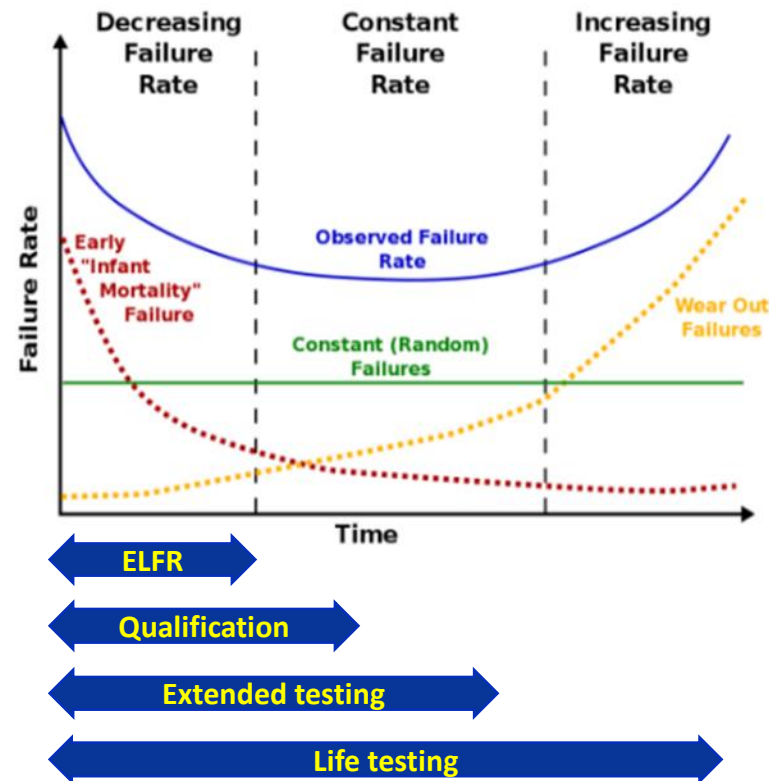 Decreasing
Failure
Rate
Constant
Failure
Rate
Increasing
Failure
Rate
Failure Rate
Early
"Infant
Mortality"
Failure
Observed Failure
Rate
Constant (Random)
Failures
Wear Out
Failures
Time
ELFR
Qualification
Extended testing
Life testing